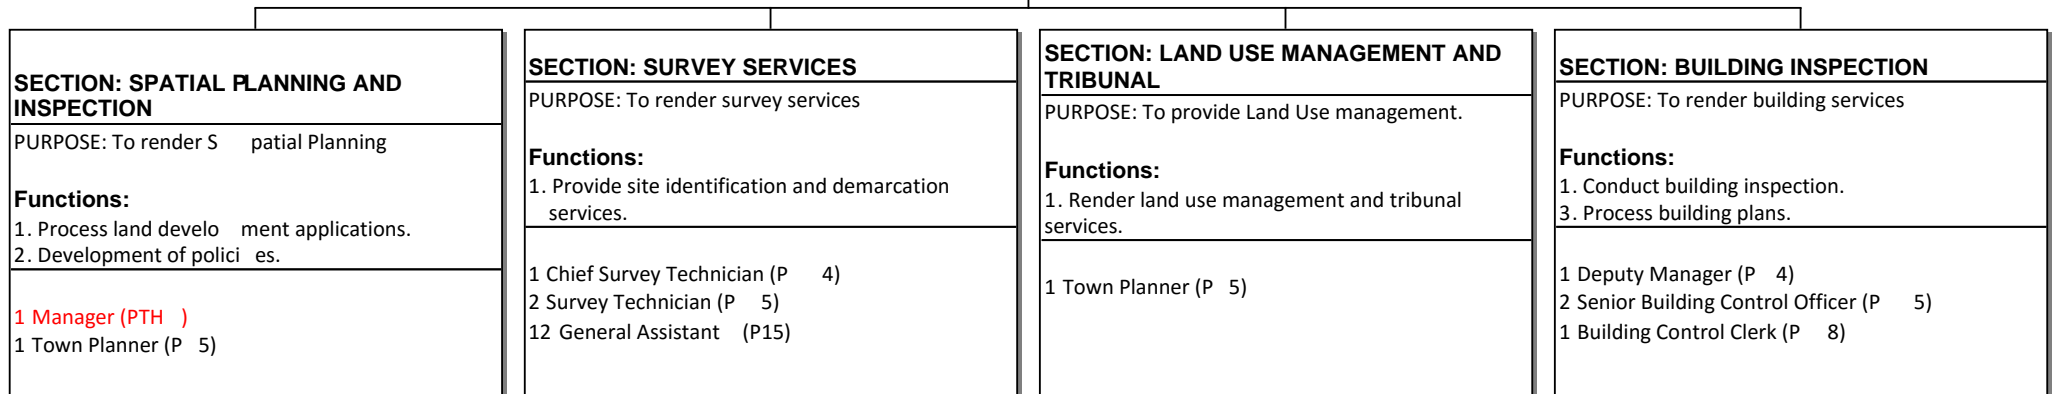 SECTION: SPATIAL PLANNING AND
INSPECTION
PURPOSE: To render S patial Planning
Functions:
1. Process land develo ment applications.
2. Development of polici es.
1 Manager (PTH )
1 Town Planner (P 5)
SECTION: SURVEY SERVICES
PURPOSE: To render survey services
Functions:
1. Provide site identification and demarcation
services.
1 Chief Survey Technician (P 4)
2 Survey Technician (P 5)
12 General Assistant (P15)
SECTION: LAND USE MANAGEMENT AND
TRIBUNAL
PURPOSE: To provide Land Use management.
Functions:
1. Render land use management and tribunal
services.
1 Town Planner (P 5)
SECTION: BUILDING INSPECTION
PURPOSE: To render building services
Functions:
1. Conduct building inspection.
3. Process building plans.
1 Deputy Manager (P 4)
2 Senior Building Control Officer (P 5)
1 Building Control Clerk (P 8)